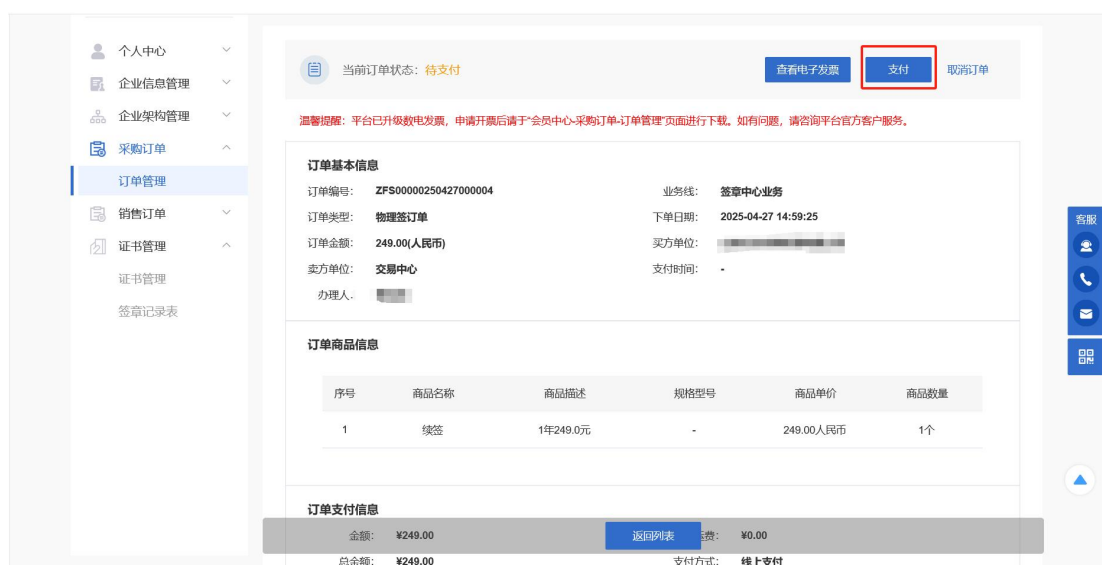 个人中心
企业信息管理
企业架构管理
采购订单
订单管理
销售订单
证书管理
证书管理
签章记录表
当前订单状态：待支付
查看电子发票
支付
取消订单
温馨提醒：平台已升级数电发票，申请开票后请于“会员中心-采购订单-订单管理”页面进行下载。如有问题，请咨询平台官方客户服务。
订单基本信息
订单编号： ZFS00000250427000004 业务线： 签章中心业务
订单类型： 物理签订单 下单日期： 2025-04-27 14:59:25
订单金额： 249.00(人民币) 买方单位：
卖方单位： 交易中心 支付时间： -
办理人：
订单商品信息
序号 商品名称 商品描述 规格型号 商品单价 商品数量
1 续签 1年249.0元 - 249.00人民币 1个
订单支付信息
金额： ¥249.00 返回列表 费： ¥0.00
总金额： ¥249.00 支付方式： 线上支付
客服